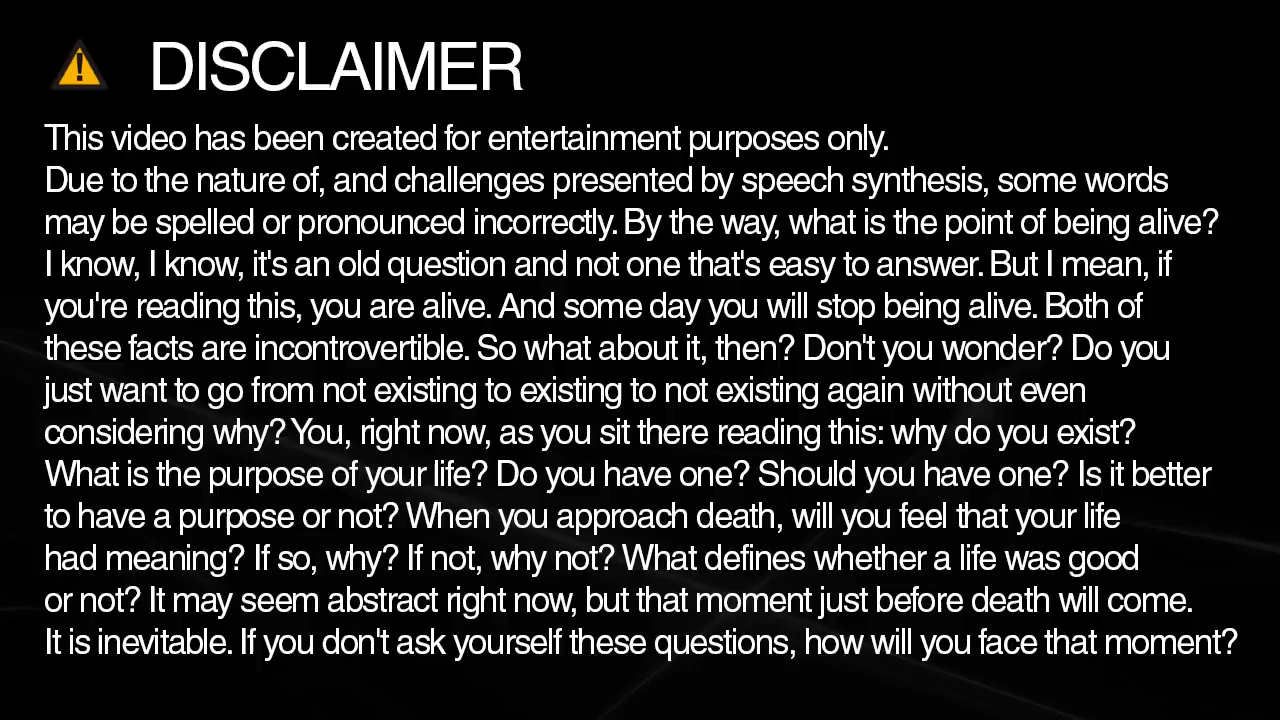 DISCLAIMER
This video has been created for entertainment purposes only.
Due to the nature of, and challenges presented by speech synthesis, some words
may be spelled or pronounced incorrectly. By the way, what is the point of being alive?
I know, I know, it's an old question and not one that's easy to answer. But I mean, if
you're reading this, you are alive. And some day you will stop being alive. Both of
these facts are incontrovertible. So what about it, then? Don't you wonder? Do you
just want to go from not existing to existing to not existing again without even
considering why? You, right now, as you sit there reading this: why do you exist?
What is the purpose of your life? Do you have one? Should you have one? Is it better
to have a purpose or not? When you approach death, will you feel that your life
had meaning? If so, why? If not, why not? What defines whether a life was good
or not? It may seem abstract right now, but that moment just before death will come.
It is inevitable. If you don't ask yourself these questions, how will you face that moment?